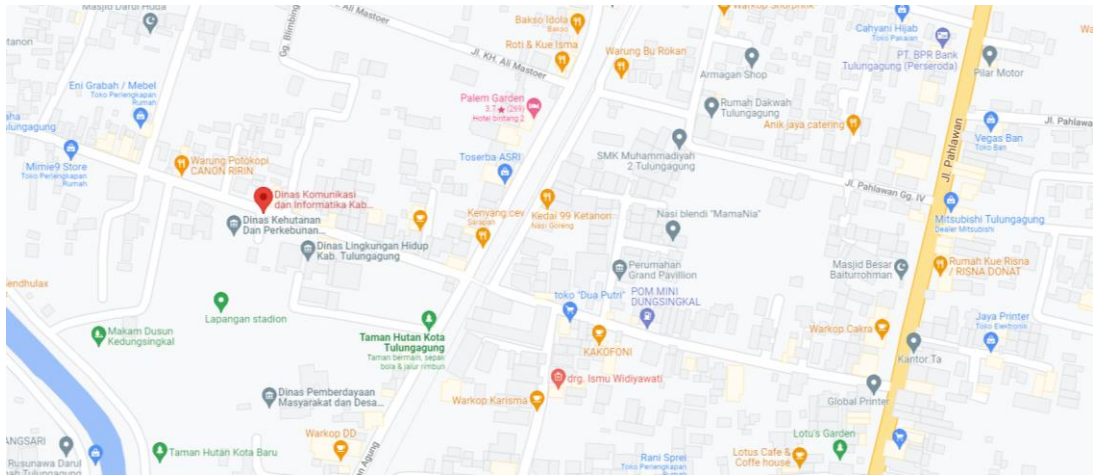 Masjid Darul Huda
Ali Mastoer
Bakso Idola
Bakso
Roti & Kue Isma
Jl. KH. Ali Mastoer
Warung Bu Rokan
Cahyani Hijab
Toko Pakaian
PT. BPR Bank
Tulungagung (Perseroda)
Pilar Motor
Gg. Blimbing
Armagan Shop
Eni Grabah / Mebel
Toko Perlengkapan
Rumah
Palem Garden
3,7 ★ (269)
Hotel bintang 2
Rumah Dakwah
Tulungagung
Anik jaya catering
Jl. Pahlawan
Jl. Pahlawan
Vegas Ban
Toko Ban
Mimie9 Store
Toko Perlengkapan
Rumah
Warung Potokopi
CANON RIRIN
Toserba ASRI
SMK Muhammadiyah
2 Tulungagung
Jl. Pahlawan Gg. IV
Dinas Komunikasi
dan Informatika Kab...
Dinas Kehutanan
Dan Perkebunan...
Kenyang cev
Sarapan
Kedai 99 Ketanon
Nasi Goreng
Nasi blendi "MamaNia"
Mitsubishi Tulungagung
Dealer Mitsubishi
Dinas Lingkungan Hidup
Kab. Tulungagung
Perumahan
Grand Pavillion
Masjid Besar
Baiturrohman
Rumah Kue Risna
/ RISNA DONAT
Lapangan stadion
toko "Dua Putri"
POM MINI
DUNGSINGKAL
Makam Dusun
Kedungsingkal
Taman Hutan Kota
Tulungagung
Taman bermain, sepak
bola & jalur rimbun
KAKOFONI
Warkop Cakra
Jaya Printer
Toko Elektronik
Kantor Ta
drg. Ismu Widiyawati
Dinas Pemberdayaan
Masyarakat dan Desa...
Warkop Karisma
Global Printer
Warkop DD
Taman Hutan Kota Baru
Rusunawa Darul
Lotu's Garden
Rani Sprei
Toko Perlengkapan
Lotus Cafe &
Coffe house